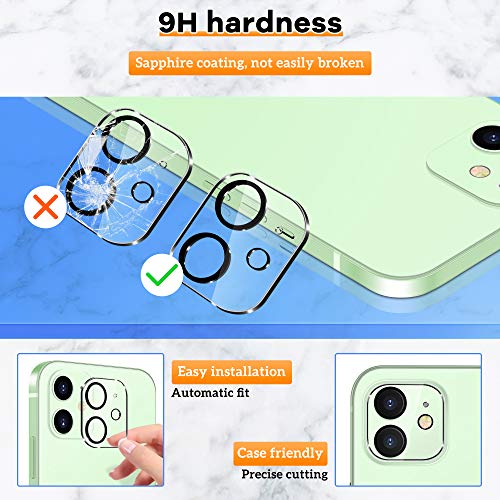 9H hardness
Sapphire coating, not easily broken
Easy installation
Automatic fit
Case friendly
Precise cutting